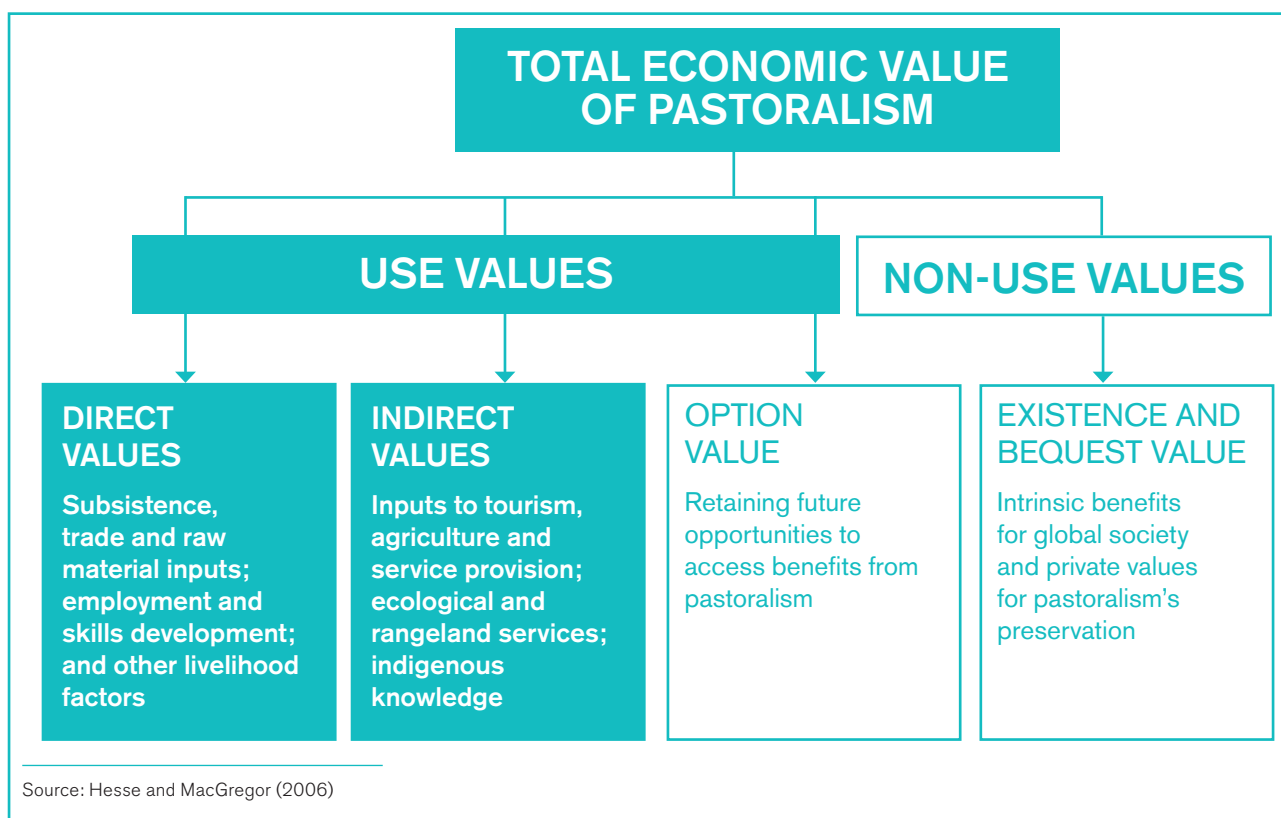 TOTAL ECONOMIC VALUE
OF PASTORALISM
USE VALUES
NON-USE VALUES
DIRECT
VALUES
Subsistence,
trade and raw
material inputs;
employment and
skills development;
and other livelihood
factors
INDIRECT
VALUES
Inputs to tourism,
agriculture and
service provision;
ecological and
rangeland services;
indigenous
knowledge
OPTION
VALUE
Retaining future
opportunities to
access benefits from
pastoralism
EXISTENCE AND
BEQUEST VALUE
Intrinsic benefits
for global society
and private values
for pastoralism's
preservation
Source: Hesse and MacGregor (2006)